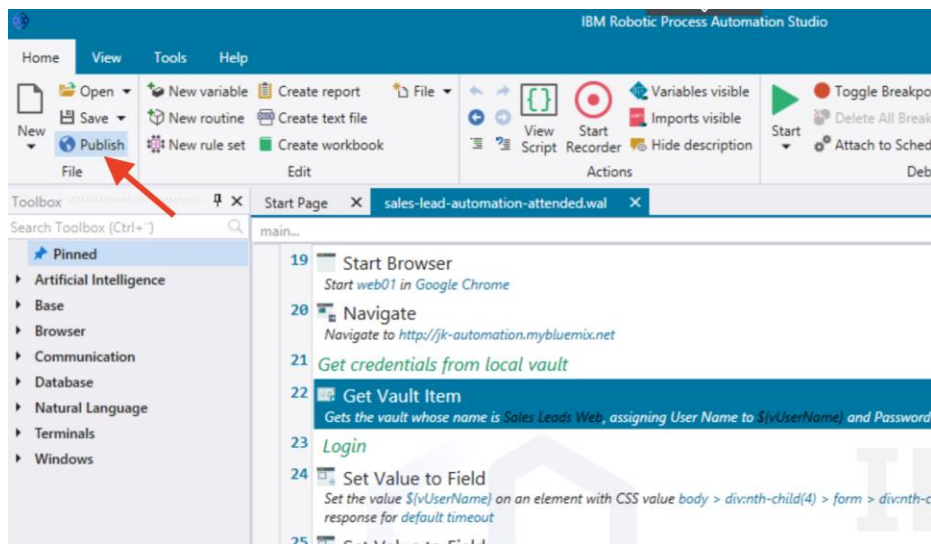 IBM Robotic Process Automation Studio
Home View Tools Help
Open New variable Create report File Variables visible Toggle Breakpo
Save New routine Create text file Imports visible Delete All Break
New Publish New rule set Create workbook View Script Start Recorder Hide description Start Attach to Sched
File Edit Actions Deb
Toolbox Start Page sales-lead-automation-attended.wal
Search Toolbox (Ctrl+¨) main...
Pinned
Artificial Intelligence
Base
Browser
Communication
Database
Natural Language
Terminals
Windows
19 Start Browser
Start web01 in Google Chrome
20 Navigate
Navigate to http://jk-automation.mybluemix.net
21 Get credentials from local vault
22 Get Vault Item
Gets the vault whose name is Sales Leads Web, assigning User Name to ${vUserName} and Password
23 Login
24 Set Value to Field
Set the value ${vUserName} on an element with CSS value body > div:nth-child(4) > form > div:nth-c
response for default timeout
25 Set Value to Field